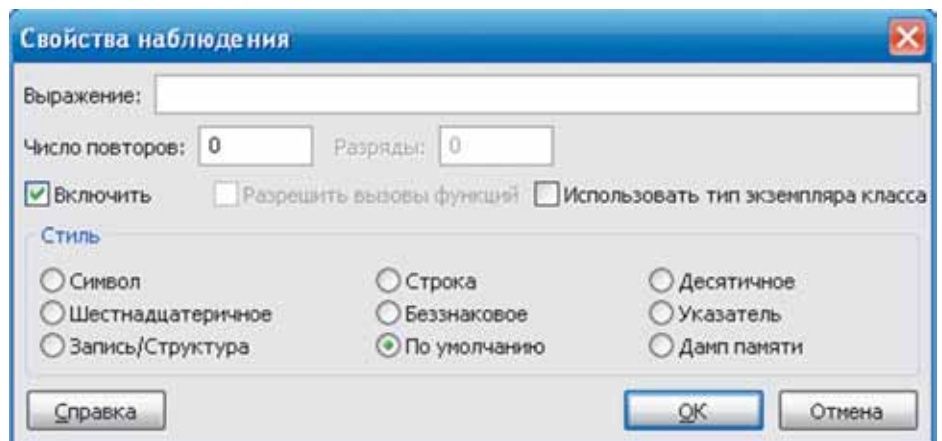 Свойства наблюдения
Выражение:
Число повторов: 0 Разряды: 0
Включить Разрешить вызовы функций Использовать тип экземпляра класса
Стиль
Символ Строка Десятичное
Шестнадцатеричное Беззнаковое Указатель
Запись/Структура По умолчанию Дамп памяти
Справка OK Отмена